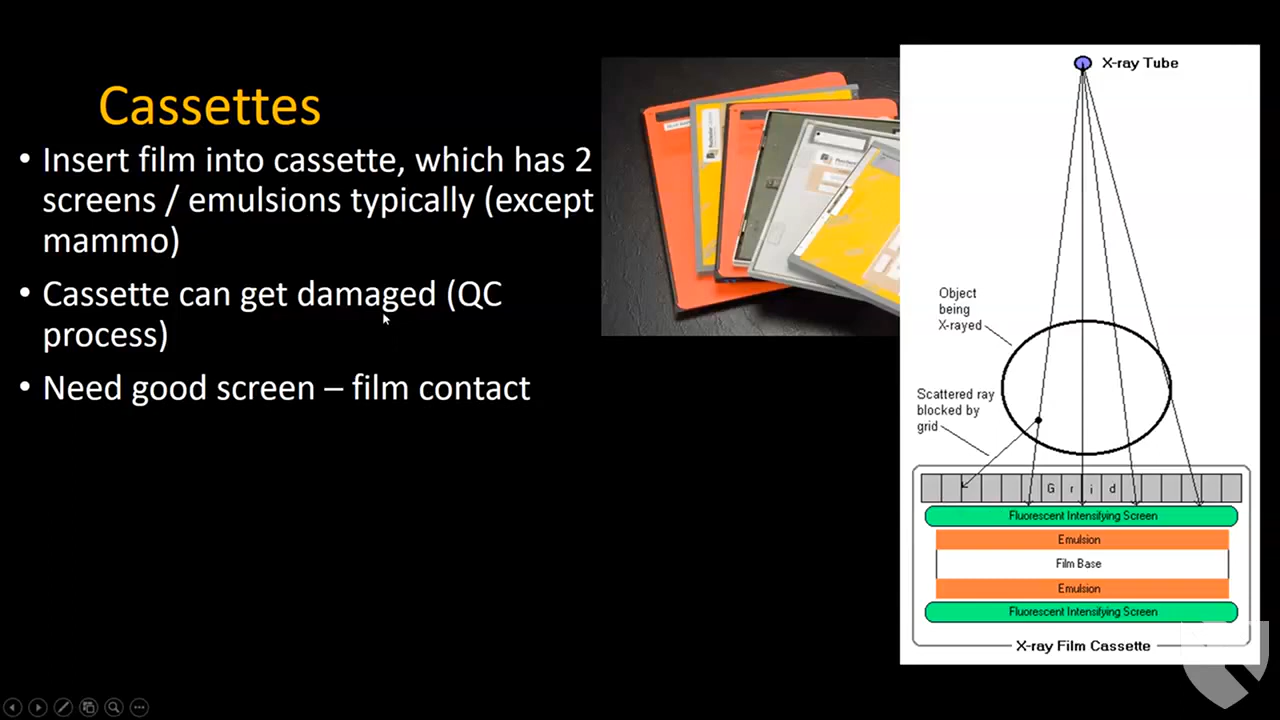 Cassettes
• Insert film into cassette, which has 2
screens / emulsions typically (except
mammo)
• Cassette can get damaged (QC
process)
• Need good screen – film contact
X-ray Tube
Object
being
X-rayed
Scattered ray
blocked by
grid
Grid
Fluorescent Intensifying Screen
Emulsion
Film Base
Emulsion
Fluorescent Intensifying Screen
X-ray Film Cassette